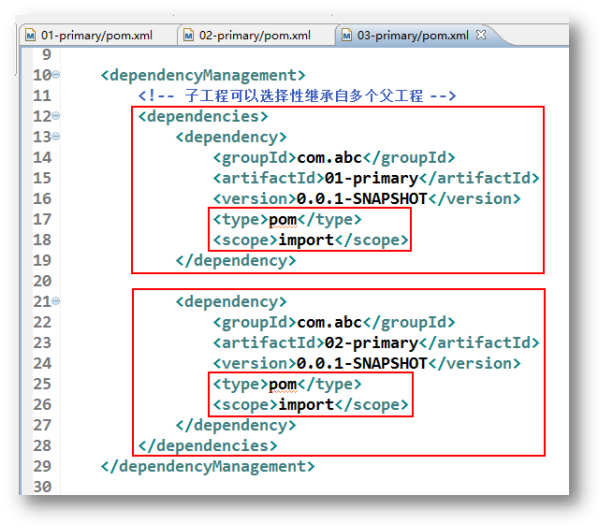 01-primary/pom.xml 02-primary/pom.xml 03-primary/pom.xml
9
10 <dependencyManagement>
11 <!-- 子工程可以选择性继承自多个父工程 -->
12 <dependencies>
13 <dependency>
14 <groupId>com.abc</groupId>
15 <artifactId>01-primary</artifactId>
16 <version>0.0.1-SNAPSHOT</version>
17 <type>pom</type>
18 <scope>import</scope>
19 </dependency>
20
21 <dependency>
22 <groupId>com.abc</groupId>
23 <artifactId>02-primary</artifactId>
24 <version>0.0.1-SNAPSHOT</version>
25 <type>pom</type>
26 <scope>import</scope>
27 </dependency>
28 </dependencies>
29 </dependencyManagement>
30